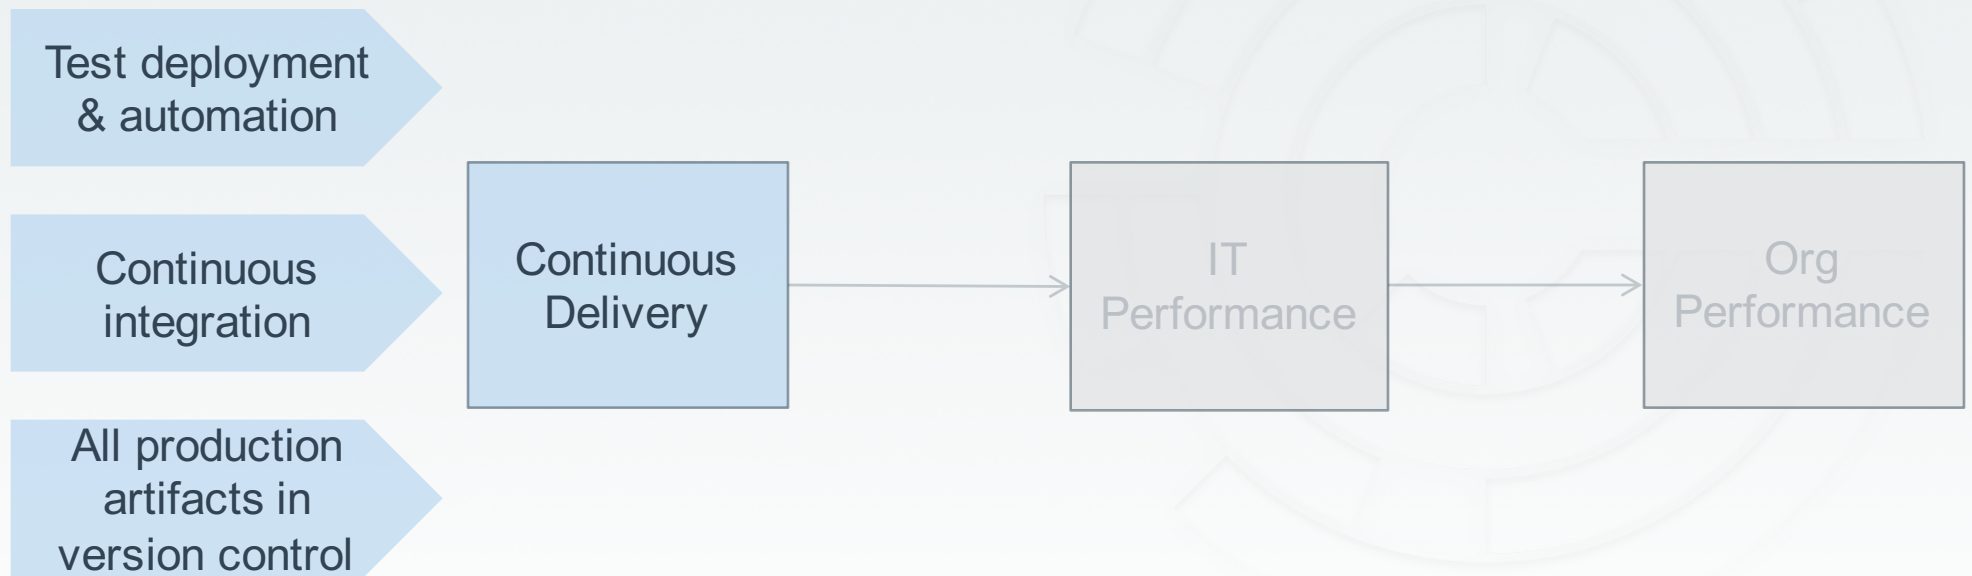 Test deployment
& automation
Continuous
integration
All production
artifacts in
version control
Continuous
Delivery
IT
Performance
Org
Performance